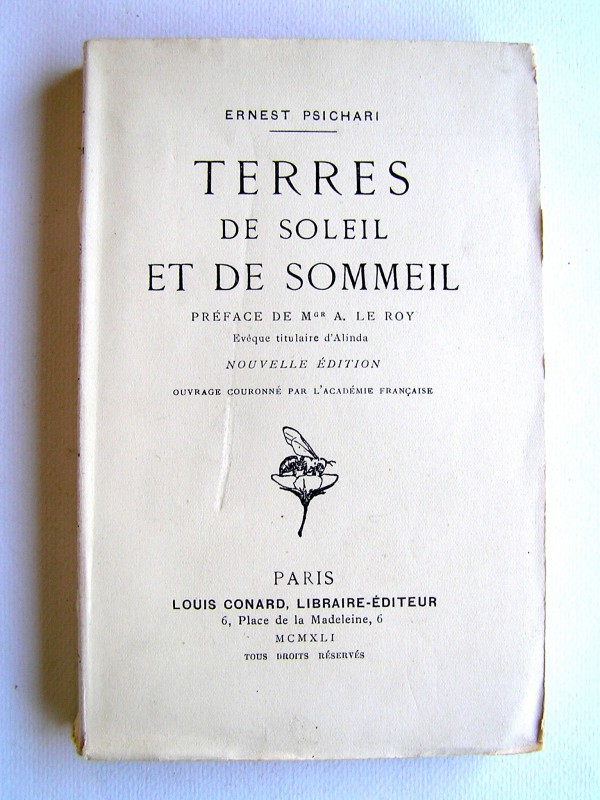 ERNEST PSICHARI
TERRES
DE SOLEIL
ET DE SOMMEIL
PRÉFACE DE MGR A. LE ROY
Evêque titulaire d'Alinda
NOUVELLE ÉDITION
OUVRAGE COURONNÉ PAR L'ACADÉMIE FRANÇAISE
PARIS
LOUIS CONARD, LIBRAIRE-ÉDITEUR
6, Place de la Madeleine, 6
MCMXLI
TOUS DROITS RÉSERVÉS